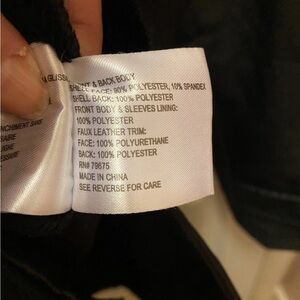 & BACK BODY
FACE: 90% POLYESTER, 10% SPANDEX
SHELL BACK: 100% POLYESTER
FRONT BODY & SLEEVES LINING:
100% POLYESTER
FAUX LEATHER TRIM:
FACE: 100% POLYURETHANE
BACK: 100% POLYESTER
RN# 79675
MADE IN CHINA
SEE REVERSE FOR CARE